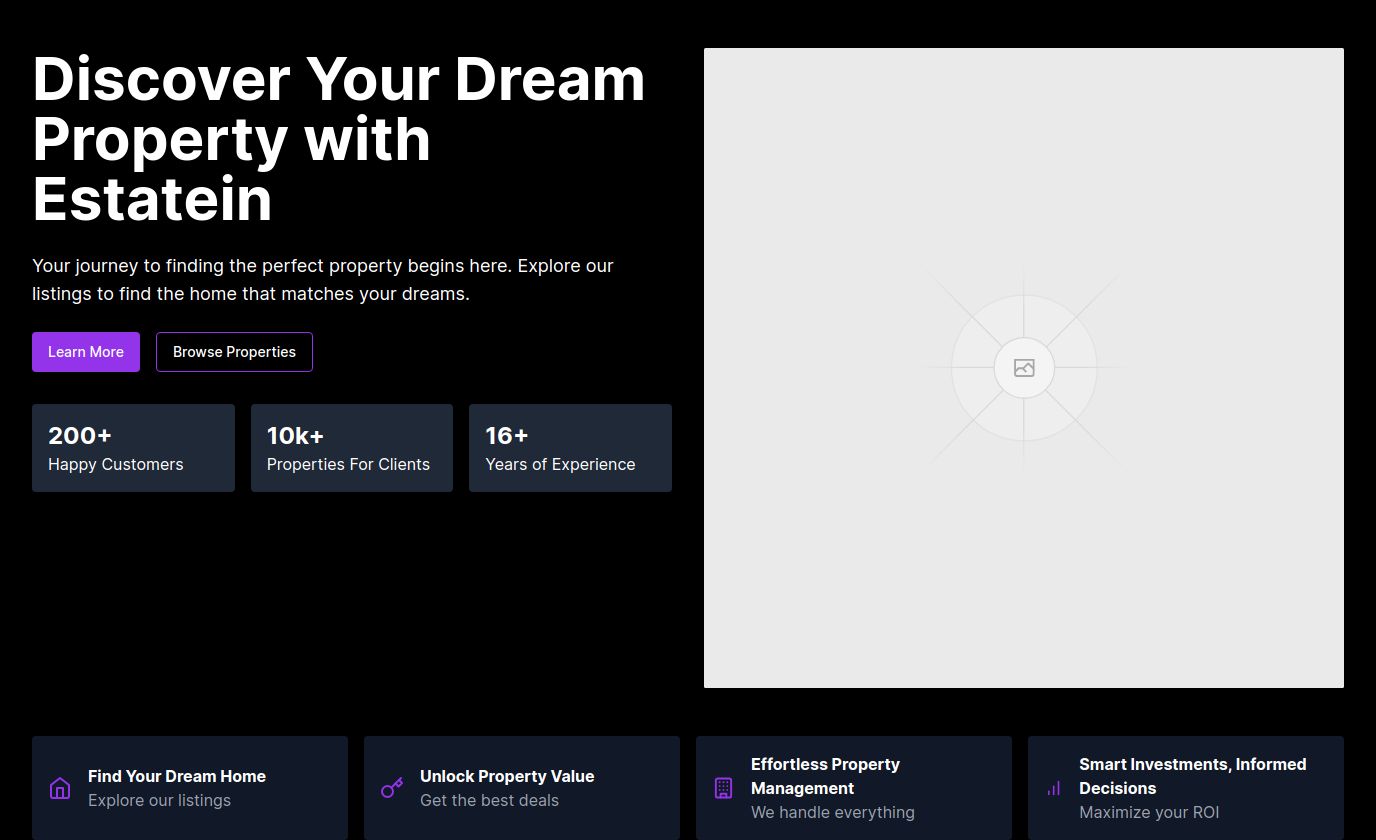 Discover Your Dream
Property with
Estatein
Your journey to finding the perfect property begins here. Explore our
listings to find the home that matches your dreams.
Learn More
Browse Properties
200+
Happy Customers
10k+
Properties For Clients
16+
Years of Experience
Find Your Dream Home
Explore our listings
Unlock Property Value
Get the best deals
Effortless Property
Management
We handle everything
Smart Investments, Informed
Decisions
Maximize your ROI